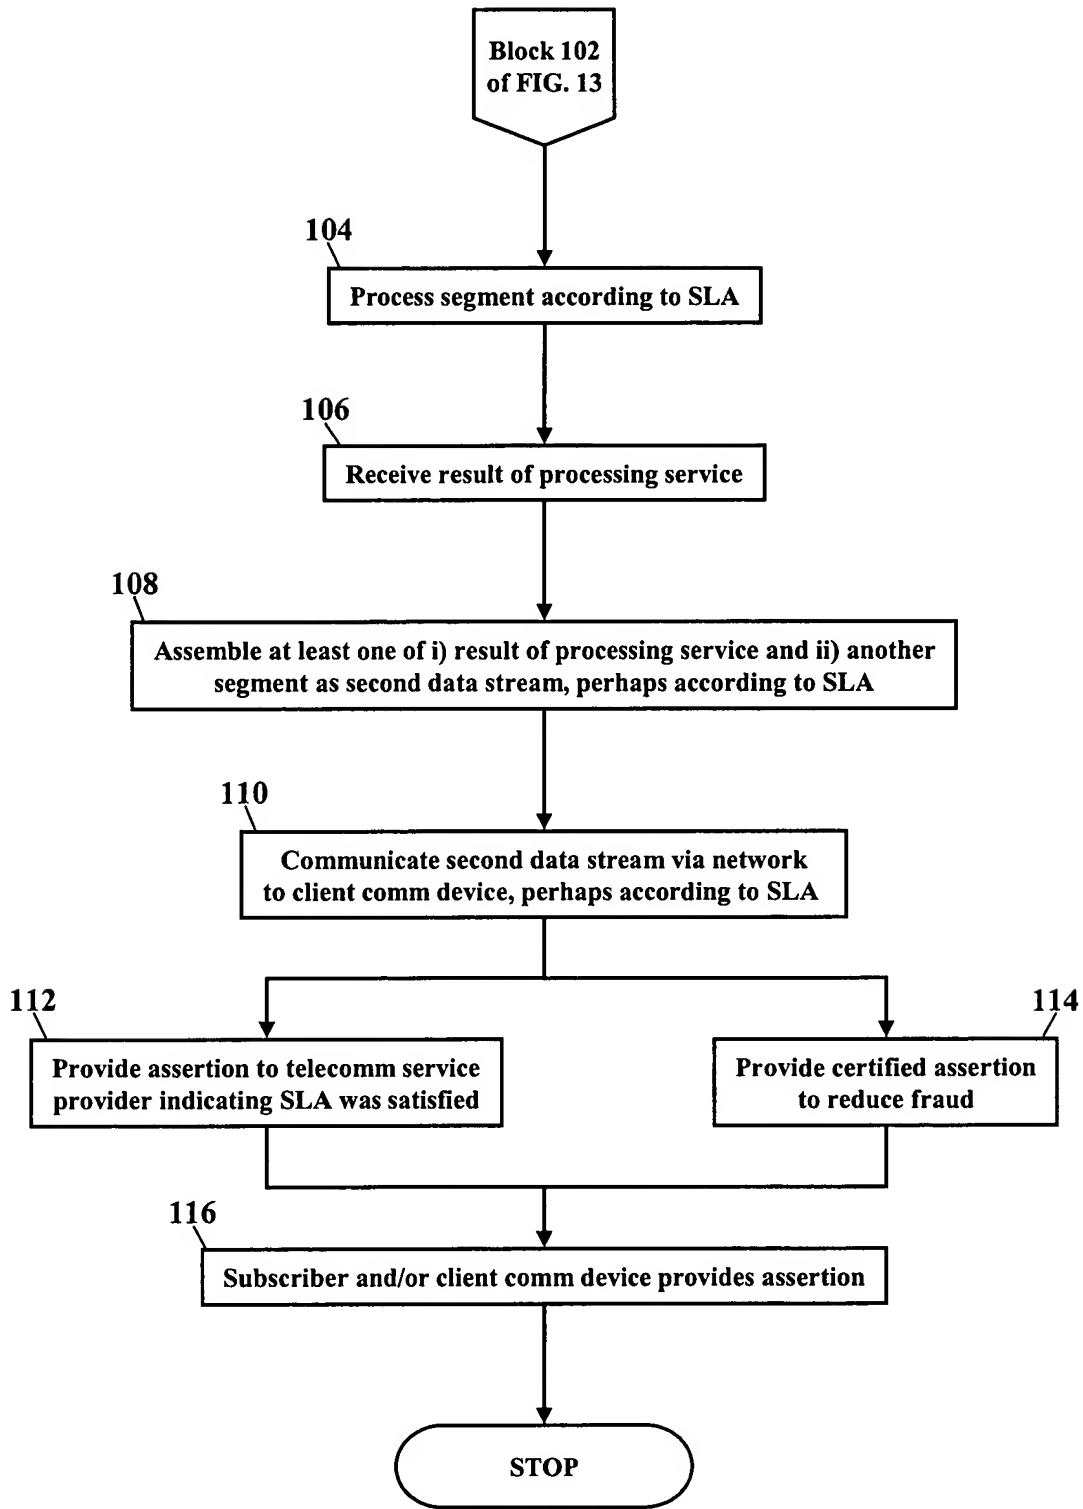 Block 102
of FIG. 13
104
Process segment according to SLA
106
Receive result of processing service
108
Assemble at least one of i) result of processing service and ii) another
segment as second data stream, perhaps according to SLA
110
Communicate second data stream via network
to client comm device, perhaps according to SLA
112
Provide assertion to telecomm service
provider indicating SLA was satisfied
114
Provide certified assertion
to reduce fraud
116
Subscriber and/or client comm device provides assertion
STOP